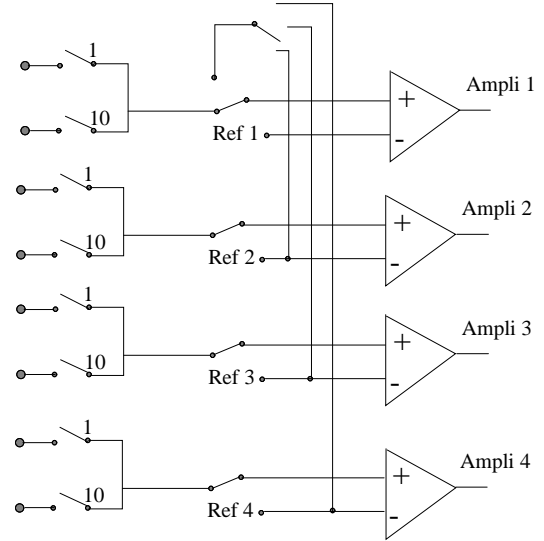 1
Ampli 1
+
10
Ref 1
-
1
Ampli 2
+
10
Ref 2
-
1
Ampli 3
+
10
Ref 3
-
1
Ampli 4
+
10
Ref 4
-